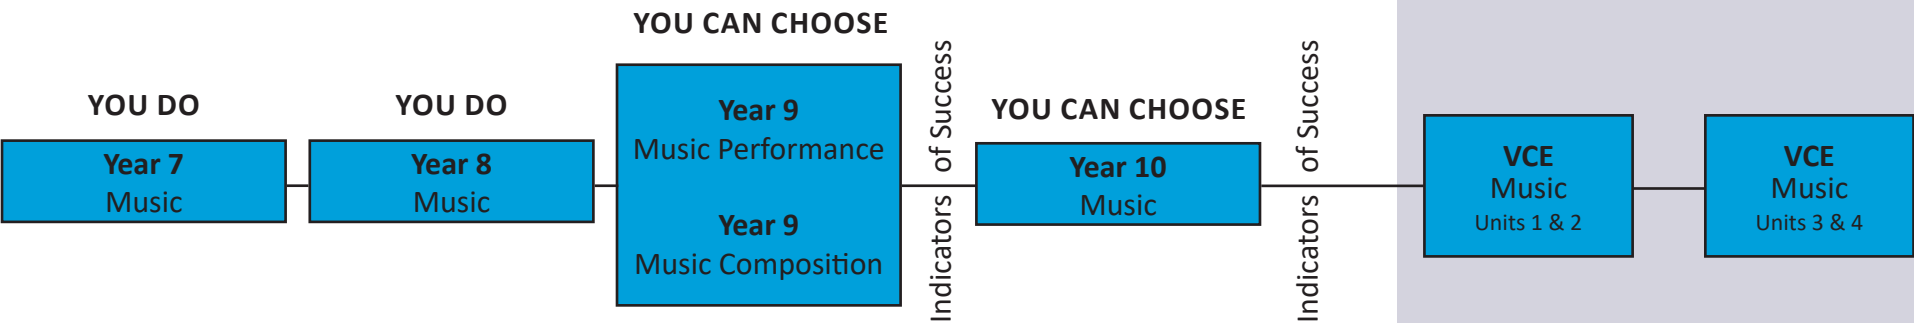 YOU DO
Year 7
Music
YOU DO
Year 8
Music
YOU CAN CHOOSE
Year 9
Music Performance
Year 9
Music Composition
Indicators of Success
YOU CAN CHOOSE
Year 10
Music
Indicators of Success
VCE
Music
Units 1 & 2
VCE
Music
Units 3 & 4